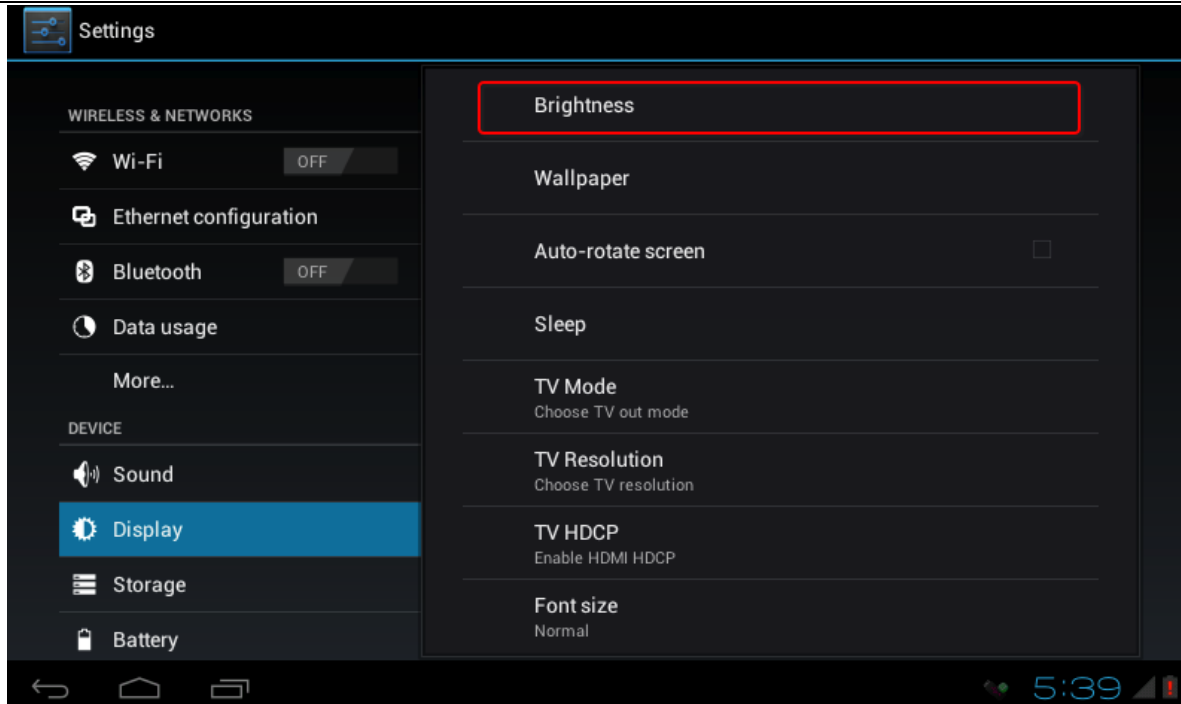 Settings
WIRELESS & NETWORKS
Wi-Fi OFF
Ethernet configuration
Bluetooth OFF
Data usage
More...
DEVICE
Sound
Display
Storage
Battery
Brightness
Wallpaper
Auto-rotate screen
Sleep
TV Mode
Choose TV out mode
TV Resolution
Choose TV resolution
TV HDCP
Enable HDMI HDCP
Font size
Normal
5:39